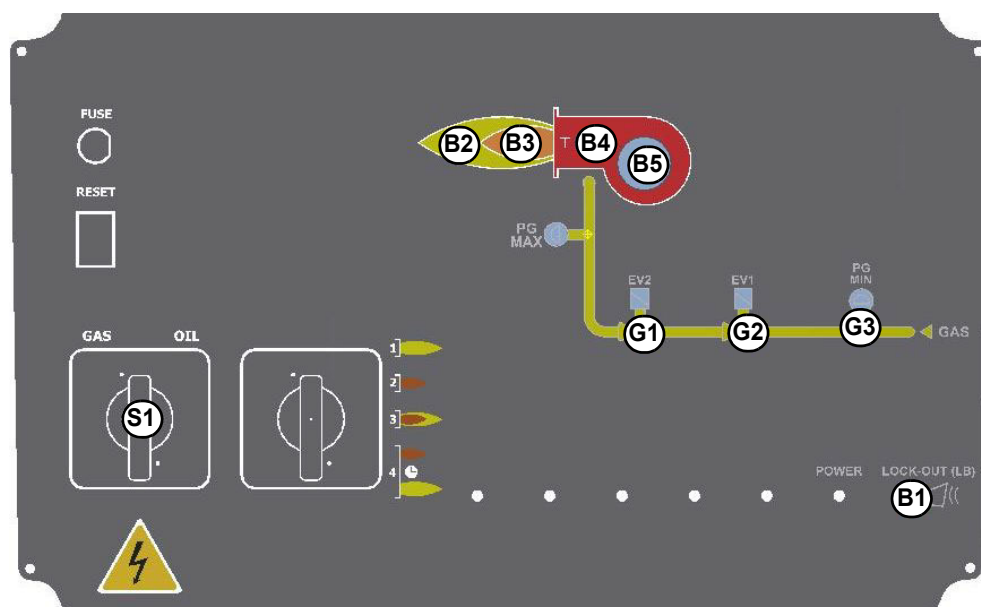 FUSE
B2
B3
T
B4
B5
RESET
PG
MAX
EV2
EV1
PG
MIN
G1
G2
G3
GAS
GAS
OIL
1
2
3
4
S1
POWER
LOCK-OUT (LB)
B1